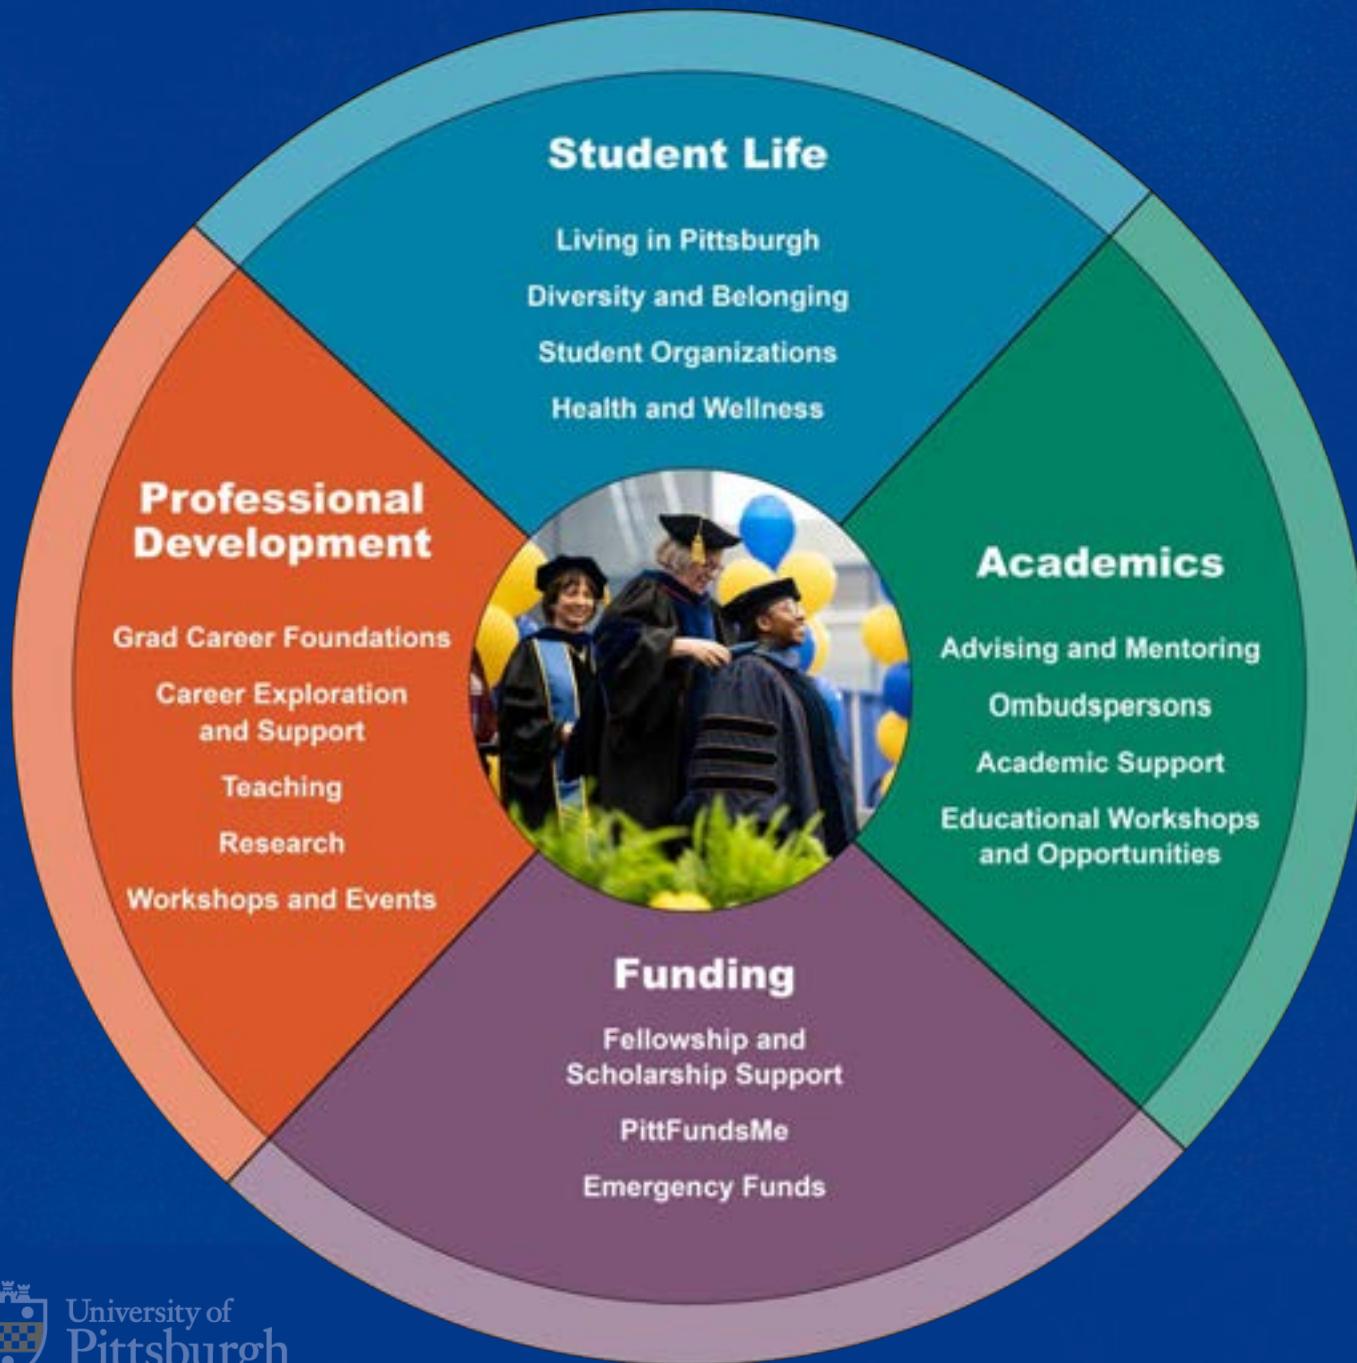 Student Life
Living in Pittsburgh
Diversity and Belonging
Student Organizations
Health and Wellness
Professional
Development
Grad Career Foundations
Career Exploration
and Support
Teaching
Research
Workshops and Events
Academics
Advising and Mentoring
Ombudspersons
Academic Support
Educational Workshops
and Opportunities
Funding
Fellowship and
Scholarship Support
PittFundsMe
Emergency Funds
University of
Pittsburgh